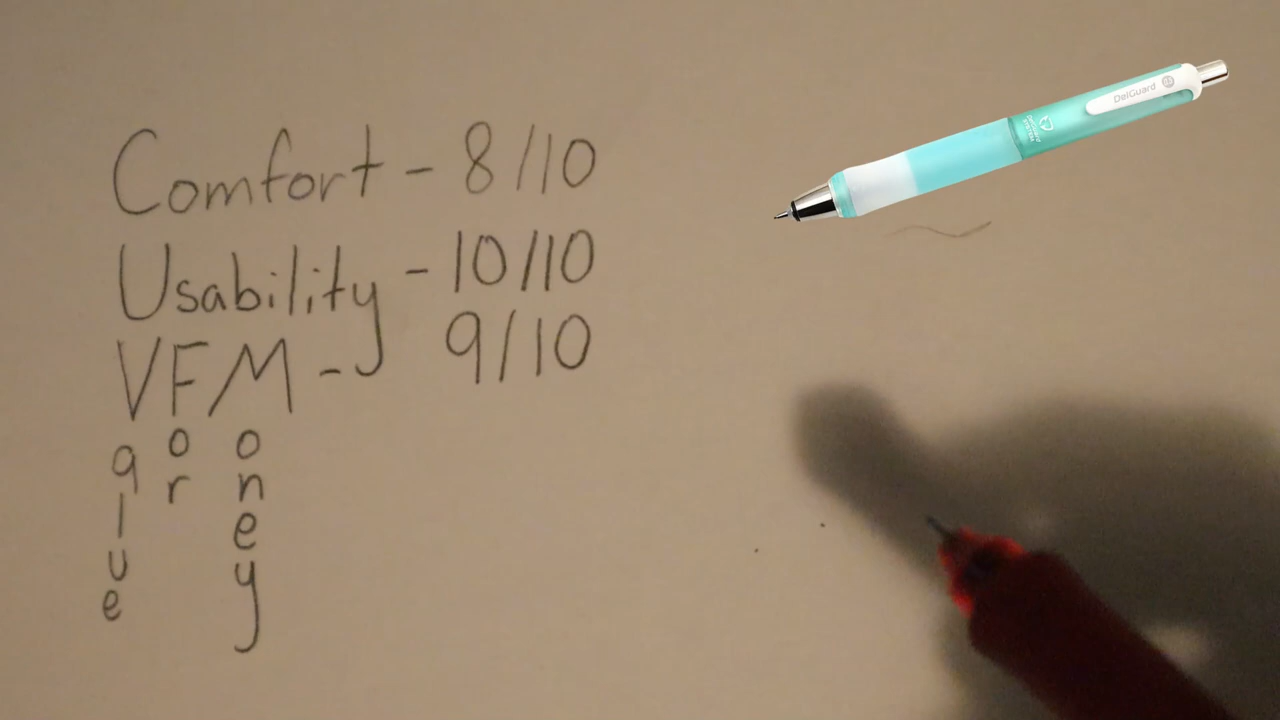 Comfort - 8/10
Usability - 10/10
VFM - 9/10
alue
or
oney
DelGuard